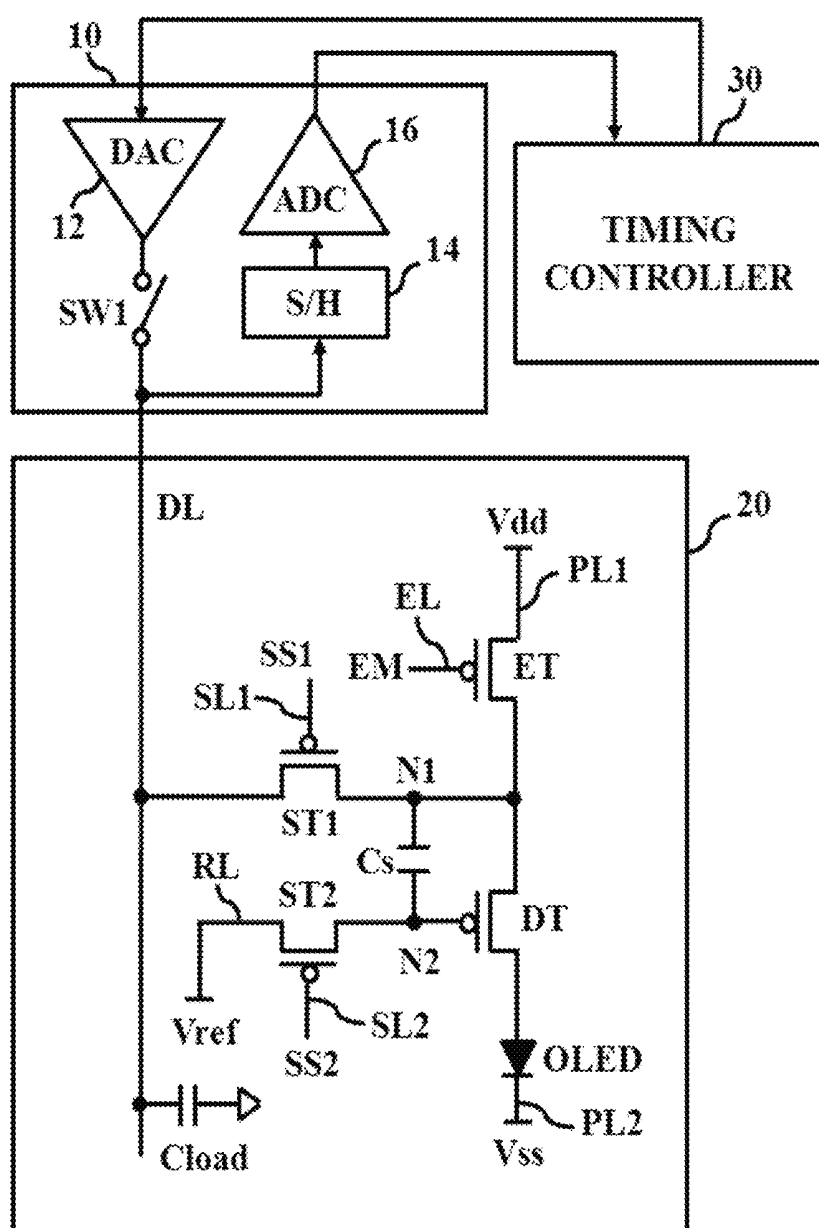 10
30
DAC
16
12
ADC
TIMING
CONTROLLER
14
SW1
S/H
20
DL
Vdd
PL1
EL
SS1
EM
ET
SL1
N1
ST1
Cs
RL
ST2
DT
N2
Vref
SL2
SS2
OLED
PL2
Cload
Vss